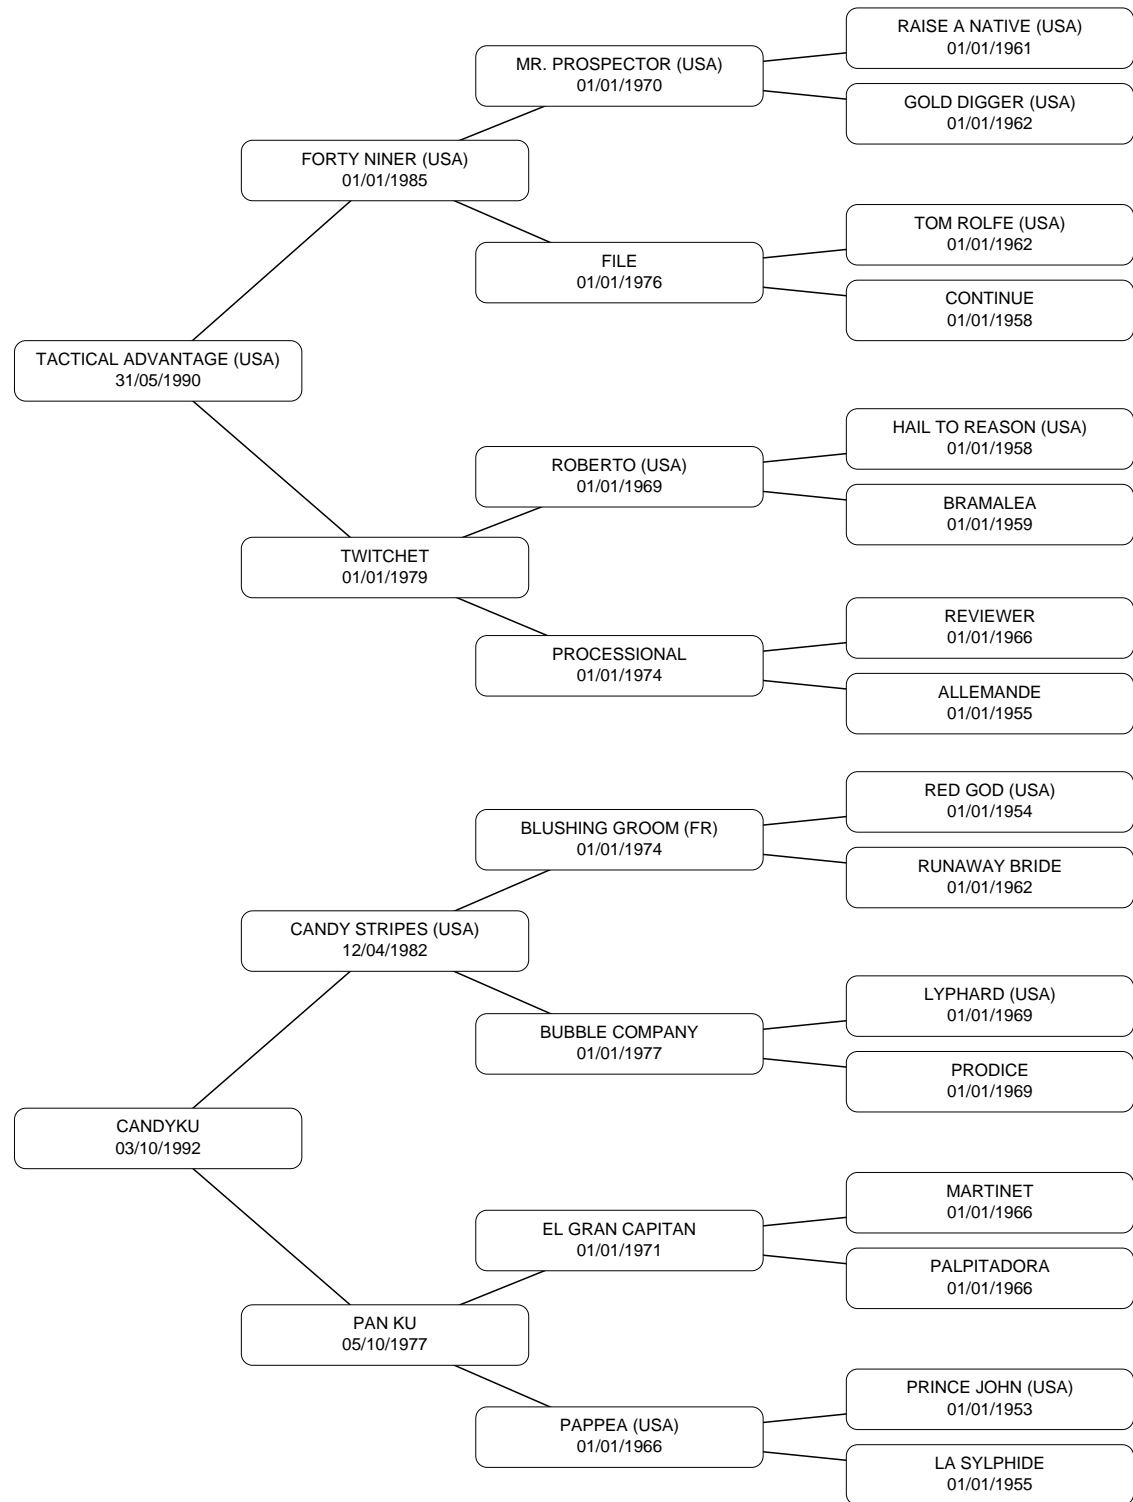 RAISE A NATIVE (USA)
01/01/1961
MR. PROSPECTOR (USA)
01/01/1970
GOLD DIGGER (USA)
01/01/1962
FORTY NINER (USA)
01/01/1985
TOM ROLFE (USA)
01/01/1962
FILE
01/01/1976
CONTINUE
01/01/1958
TACTICAL ADVANTAGE (USA)
31/05/1990
HAIL TO REASON (USA)
01/01/1958
ROBERTO (USA)
01/01/1969
BRAMALEA
01/01/1959
TWITCHET
01/01/1979
REVIEWER
01/01/1966
PROCESSIONAL
01/01/1974
ALLEMANDE
01/01/1955
RED GOD (USA)
01/01/1954
BLUSHING GROOM (FR)
01/01/1974
RUNAWAY BRIDE
01/01/1962
CANDY STRIPES (USA)
12/04/1982
LYPHARD (USA)
01/01/1969
BUBBLE COMPANY
01/01/1977
PRODICE
01/01/1969
CANDYKU
03/10/1992
MARTINET
01/01/1966
EL GRAN CAPITAN
01/01/1971
PALPITADORA
01/01/1966
PAN KU
05/10/1977
PRINCE JOHN (USA)
01/01/1953
PAPPEA (USA)
01/01/1966
LA SYLPHIDE
01/01/1955